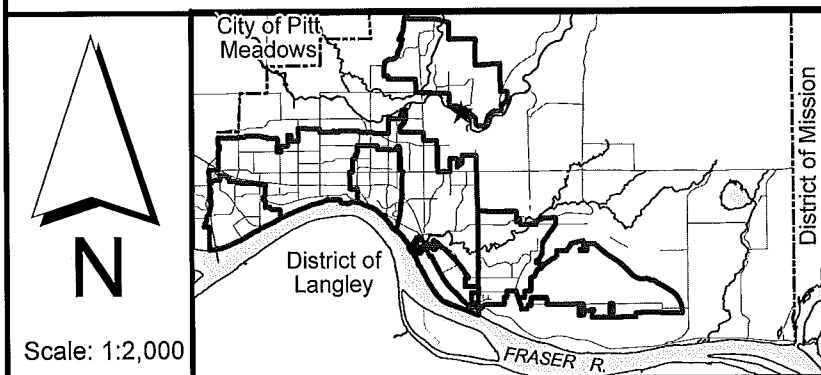 City of Pitt
Meadows
District of Mission
District of
Langley
N
Scale: 1:2,000
FRASER R.